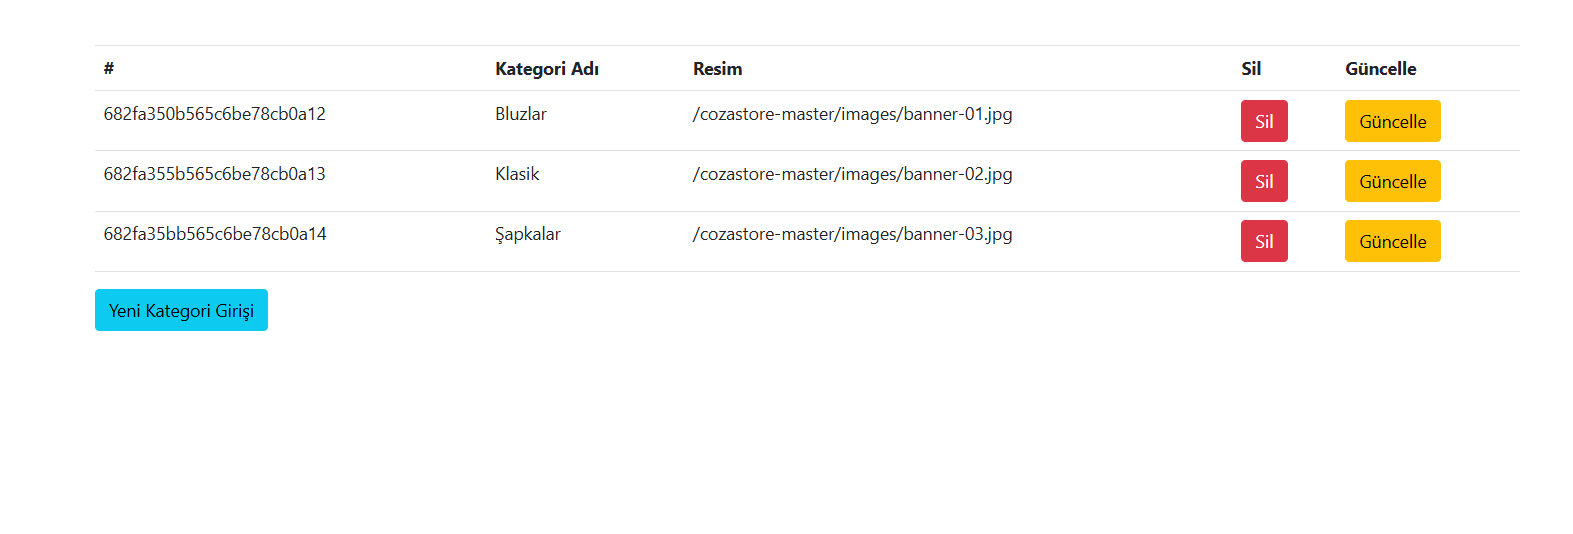 # Kategori Adı Resim Sil Güncelle
682fa350b565c6be78cb0a12 Bluzlar /cozastore-master/images/banner-01.jpg Sil Güncelle
682fa355b565c6be78cb0a13 Klasik /cozastore-master/images/banner-02.jpg Sil Güncelle
682fa35bb565c6be78cb0a14 Şapkalar /cozastore-master/images/banner-03.jpg Sil Güncelle
Yeni Kategori Girişi